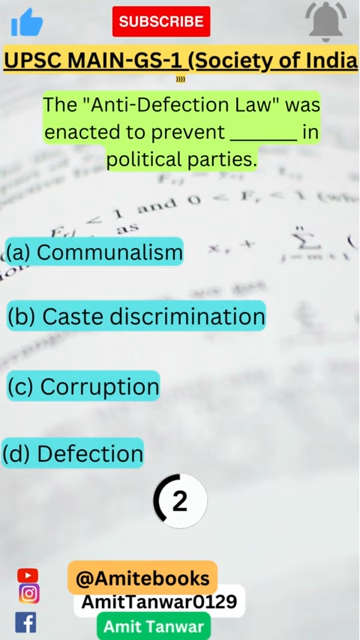 SUBSCRIBE
UPSC MAIN-GS-1 (Society of India
))))
The "Anti-Defection Law" was
enacted to prevent ______ in
political parties.
(a) Communalism
(b) Caste discrimination
(c) Corruption
(d) Defection
2
@Amitebooks
AmitTanwar0129
Amit Tanwar